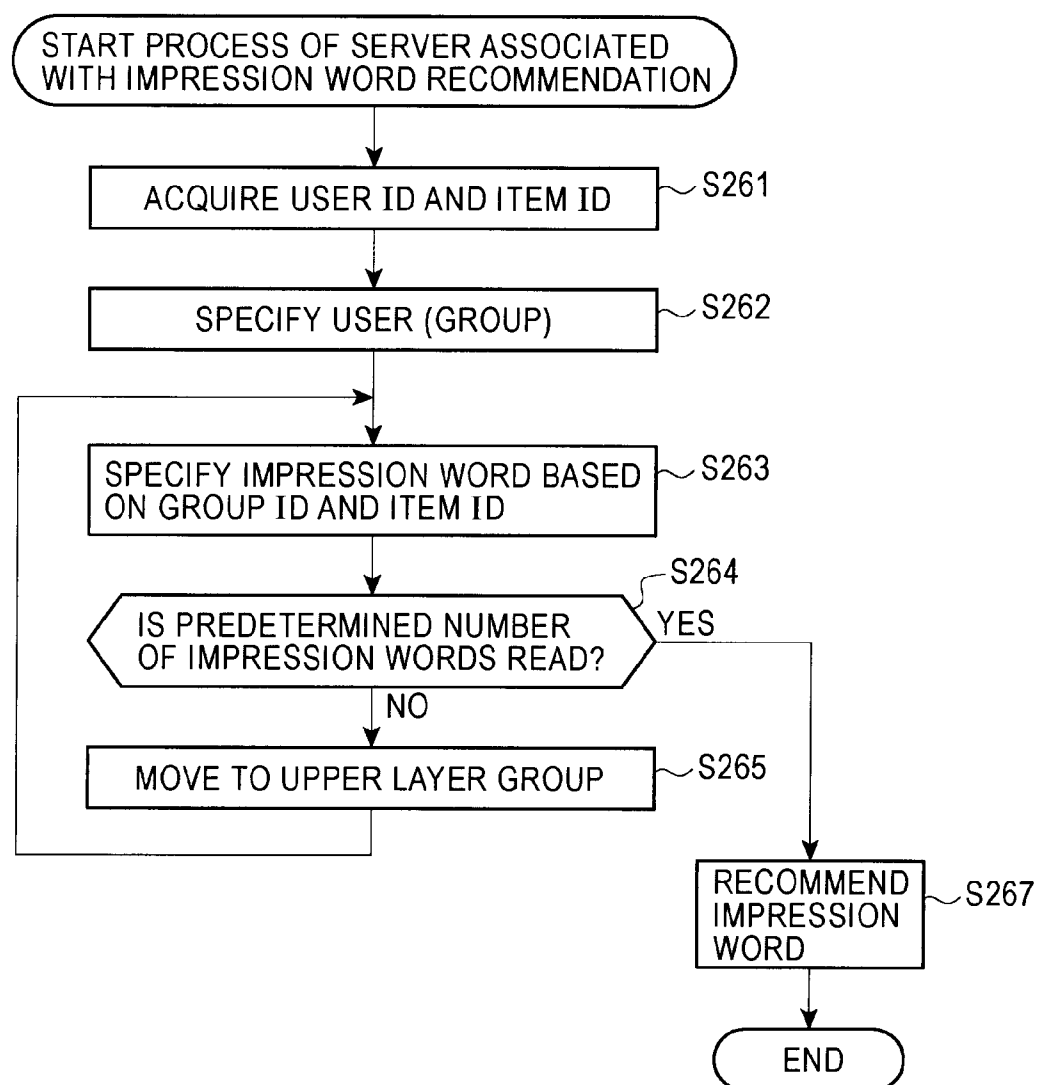 START PROCESS OF SERVER ASSOCIATED
WITH IMPRESSION WORD RECOMMENDATION
ACQUIRE USER ID AND ITEM ID
S261
SPECIFY USER (GROUP)
S262
SPECIFY IMPRESSION WORD BASED
ON GROUP ID AND ITEM ID
S263
S264
IS PREDETERMINED NUMBER
OF IMPRESSION WORDS READ?
YES
NO
MOVE TO UPPER LAYER GROUP
S265
RECOMMEND
IMPRESSION
WORD
S267
END